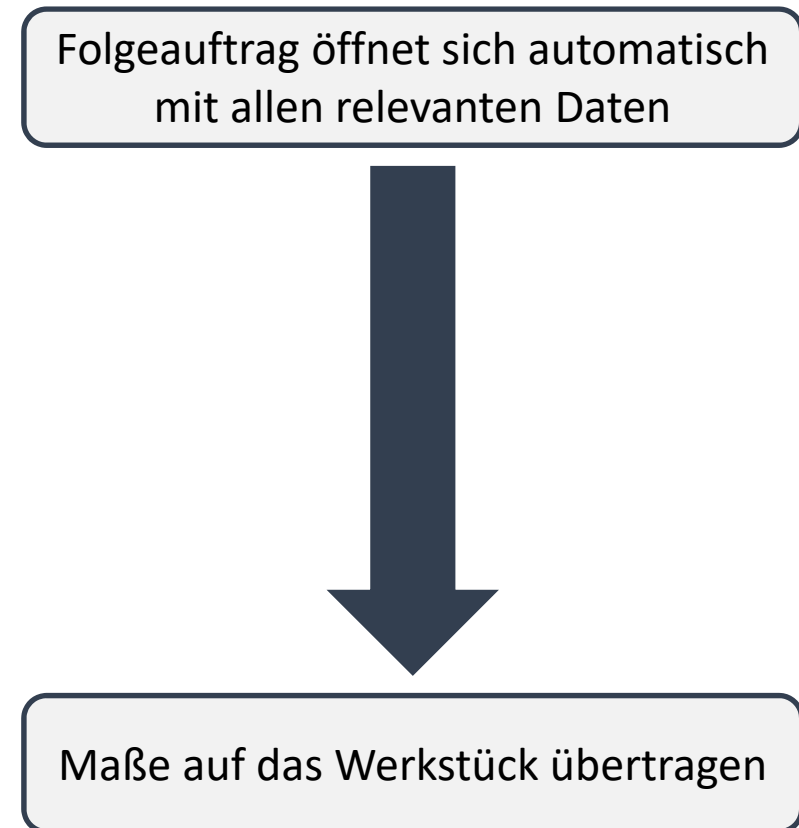 Folgeauftrag öffnet sich automatisch
mit allen relevanten Daten
Maße auf das Werkstück übertragen